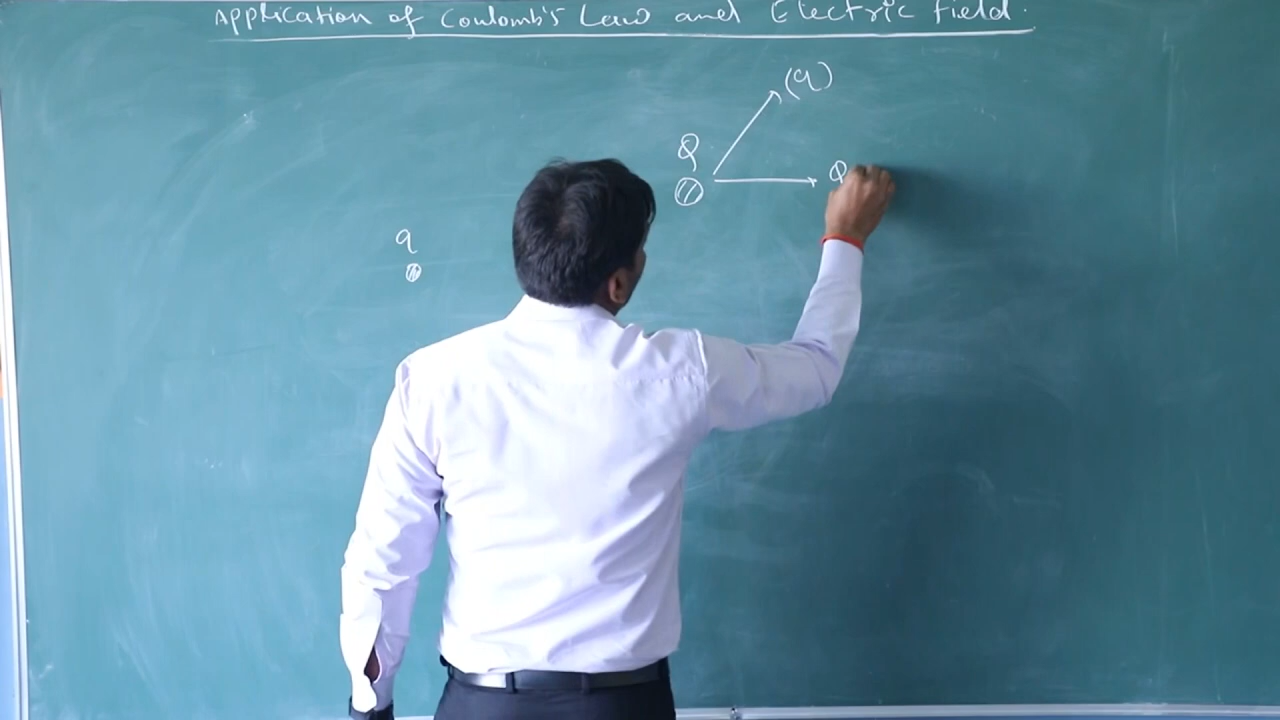 Application of Coulomb's Law and Electric field.
(q)
Q
Q
q